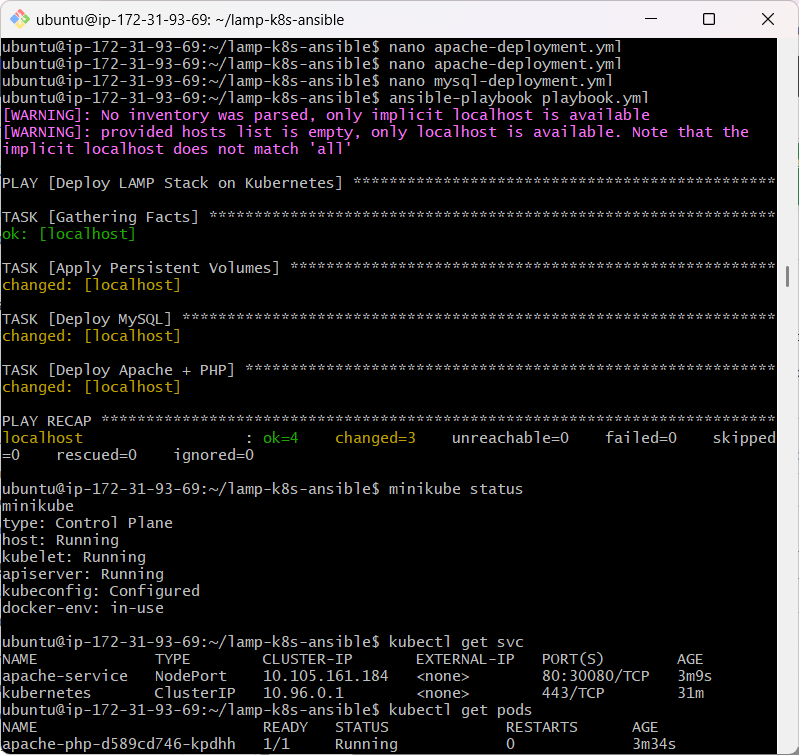 ubuntu@ip-172-31-93-69: ~/lamp-k8s-ansible
ubuntu@ip-172-31-93-69:~/lamp-k8s-ansible$ nano apache-deployment.yml
ubuntu@ip-172-31-93-69:~/lamp-k8s-ansible$ nano apache-deployment.yml
ubuntu@ip-172-31-93-69:~/lamp-k8s-ansible$ nano mysql-deployment.yml
ubuntu@ip-172-31-93-69:~/lamp-k8s-ansible$ ansible-playbook playbook.yml
[WARNING]: No inventory was parsed, only implicit localhost is available
[WARNING]: provided hosts list is empty, only localhost is available. Note that the
implicit localhost does not match 'all'
PLAY [Deploy LAMP Stack on Kubernetes] ***********************************************
TASK [Gathering Facts] ***************************************************************
ok: [localhost]
TASK [Apply Persistent Volumes] ******************************************************
changed: [localhost]
TASK [Deploy MySQL] ******************************************************************
changed: [localhost]
TASK [Deploy Apache + PHP] ***********************************************************
changed: [localhost]
PLAY RECAP ***************************************************************************
localhost                  : ok=4    changed=3    unreachable=0    failed=0    skipped
=0    rescued=0    ignored=0
ubuntu@ip-172-31-93-69:~/lamp-k8s-ansible$ minikube status
minikube
type: Control Plane
host: Running
kubelet: Running
apiserver: Running
kubeconfig: Configured
docker-env: in-use
ubuntu@ip-172-31-93-69:~/lamp-k8s-ansible$ kubectl get svc
NAME             TYPE        CLUSTER-IP       EXTERNAL-IP   PORT(S)        AGE
apache-service   NodePort    10.105.161.184   <none>        80:30080/TCP   3m9s
kubernetes       ClusterIP   10.96.0.1        <none>        443/TCP        31m
ubuntu@ip-172-31-93-69:~/lamp-k8s-ansible$ kubectl get pods
NAME                         READY   STATUS             RESTARTS      AGE
apache-php-d589cd746-kpdhh   1/1     Running            0             3m34s